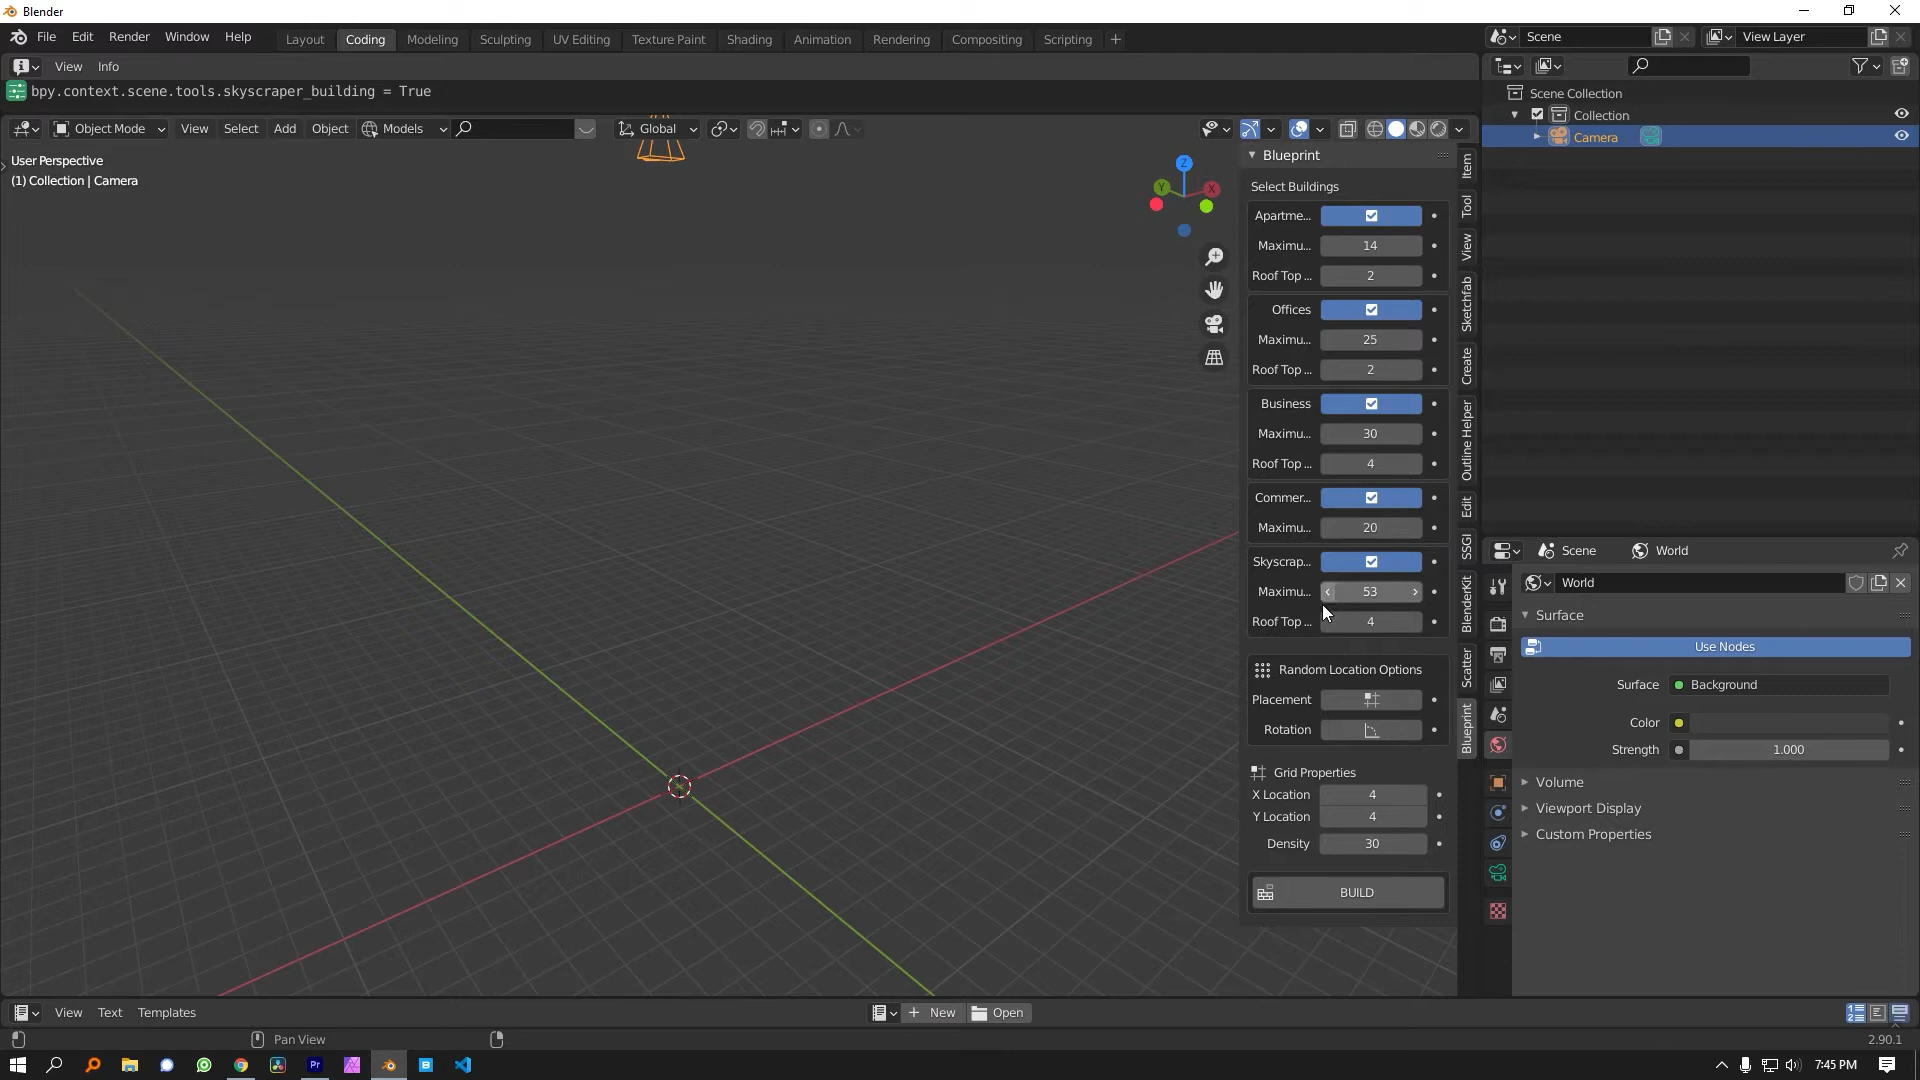 Blender
File Edit Render Window Help
Layout Coding Modeling Sculpting UV Editing Texture Paint Shading Animation Rendering Compositing Scripting +
Scene
View Layer
View Info
bpy.context.scene.tools.skyscraper_building = True
Object Mode View Select Add Object Models Global
User Perspective
(1) Collection | Camera
Z
Y
X
Blueprint
Select Buildings
Apartme...
Maximu... 14
Roof Top ... 2
Offices
Maximu... 25
Roof Top ... 2
Business
Maximu... 30
Roof Top ... 4
Commer...
Maximu... 20
Skyscrap...
Maximu... 53
Roof Top ... 4
Random Location Options
Placement
Rotation
Grid Properties
X Location 4
Y Location 4
Density 30
BUILD
Item
Tool
View
Sketchfab
Create
Outline Helper
Edit
SSGI
BlenderKit
Scatter
Blueprint
Scene Collection
Collection
Camera
Scene World
World
Surface
Use Nodes
Surface Background
Color
Strength 1.000
Volume
Viewport Display
Custom Properties
View Text Templates
+ New Open
Pan View
2.90.1
7:45 PM